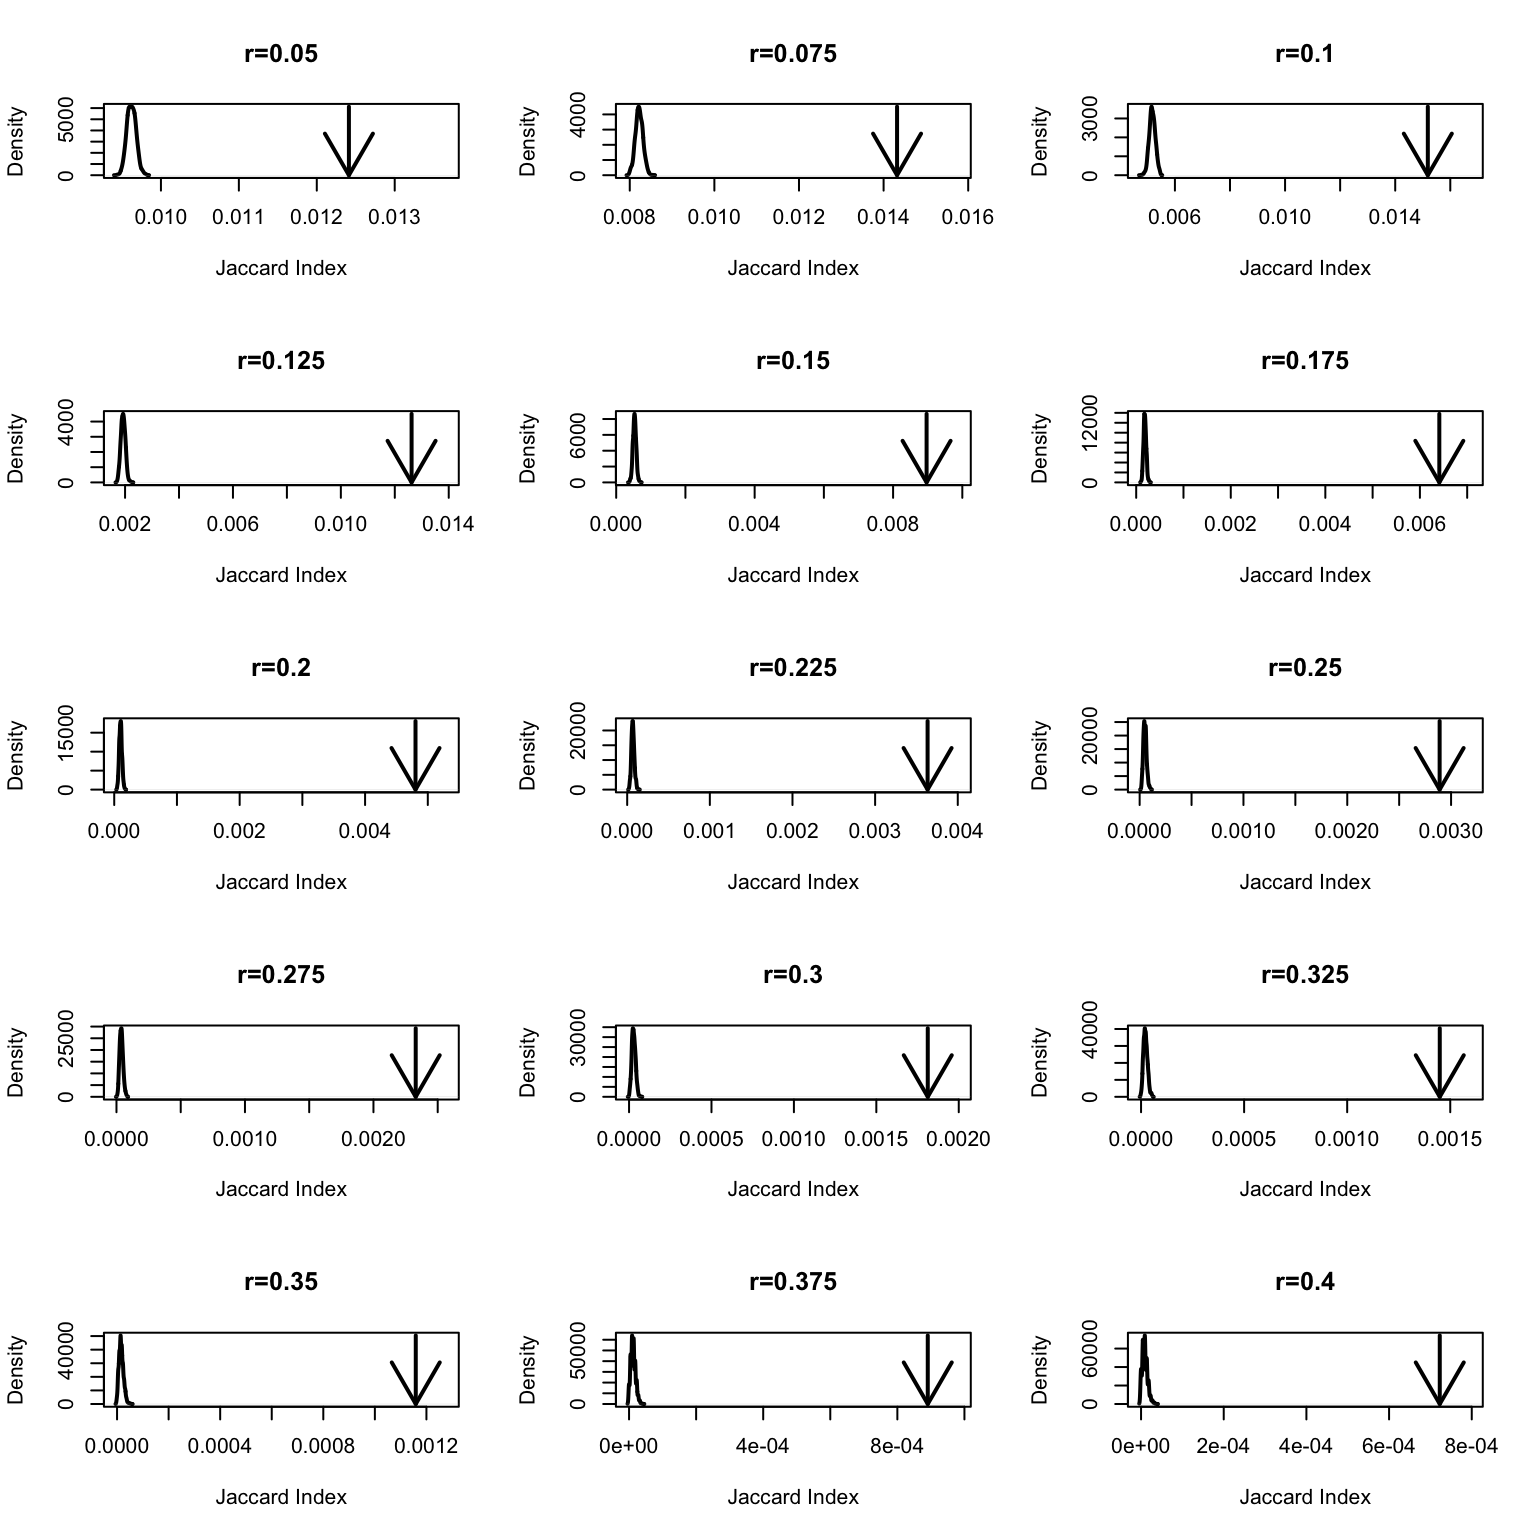 r=0.05
r=0.075
r=0.1
Density
0
5000
Density
0
4000
Density
0
3000
0.010 0.011 0.012 0.013
0.008 0.010 0.012 0.014 0.016
0.006 0.010 0.014
Jaccard Index
Jaccard Index
Jaccard Index
r=0.125
r=0.15
r=0.175
Density
0
4000
Density
0
6000
Density
0
12000
0.002 0.006 0.010 0.014
0.000 0.004 0.008
0.000 0.002 0.004 0.006
Jaccard Index
Jaccard Index
Jaccard Index
r=0.2
r=0.225
r=0.25
Density
0
15000
Density
0
20000
Density
0
20000
0.000 0.002 0.004
0.000 0.001 0.002 0.003 0.004
0.0000 0.0010 0.0020 0.0030
Jaccard Index
Jaccard Index
Jaccard Index
r=0.275
r=0.3
r=0.325
Density
0
25000
Density
0
30000
Density
0
40000
0.0000 0.0010 0.0020
0.0000 0.0005 0.0010 0.0015 0.0020
0.0000 0.0005 0.0010 0.0015
Jaccard Index
Jaccard Index
Jaccard Index
r=0.35
r=0.375
r=0.4
Density
0
40000
Density
0
50000
Density
0
60000
0.0000 0.0004 0.0008 0.0012
0e+00 4e-04 8e-04
0e+00 2e-04 4e-04 6e-04 8e-04
Jaccard Index
Jaccard Index
Jaccard Index